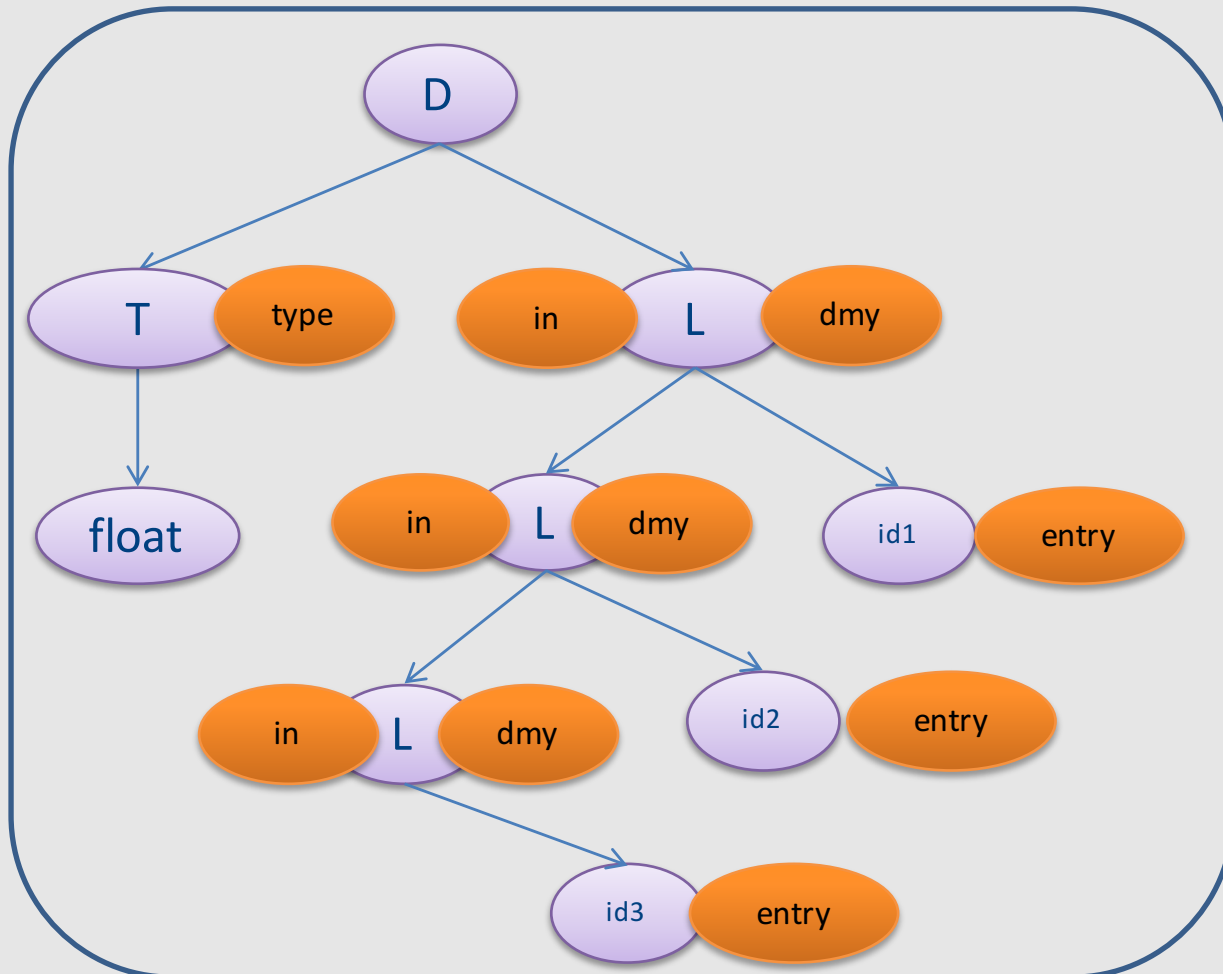 D
T
type
in
L
dmy
float
in
L
dmy
id1
entry
in
L
dmy
id2
entry
id3
entry